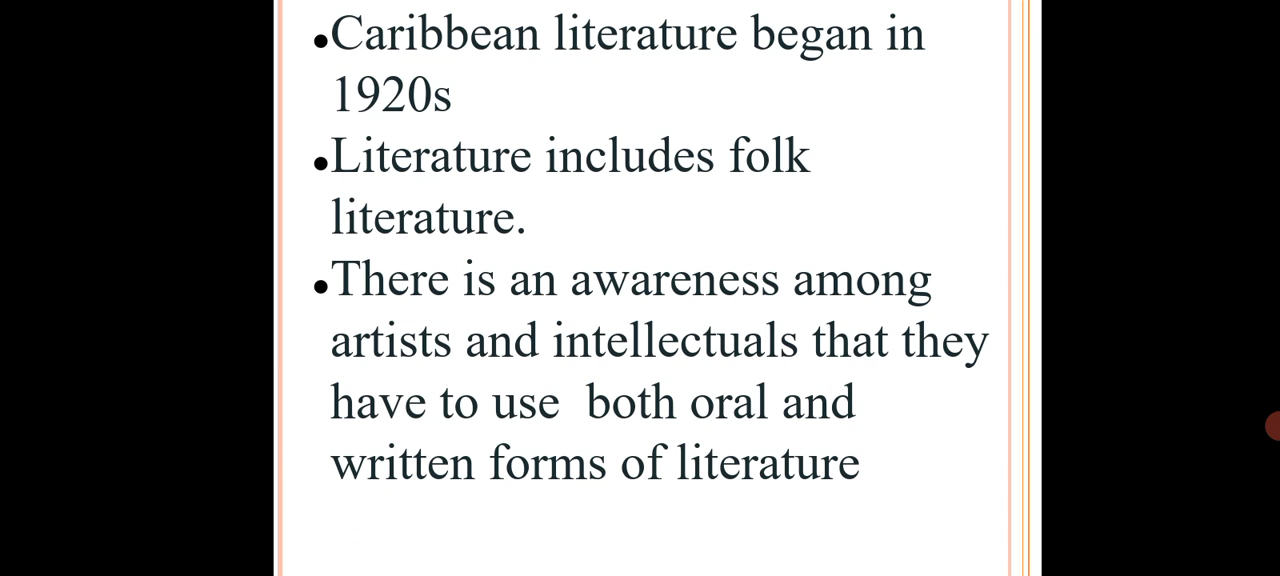 •Caribbean literature began in
1920s
•Literature includes folk
literature.
•There is an awareness among
artists and intellectuals that they
have to use  both oral and
written forms of literature